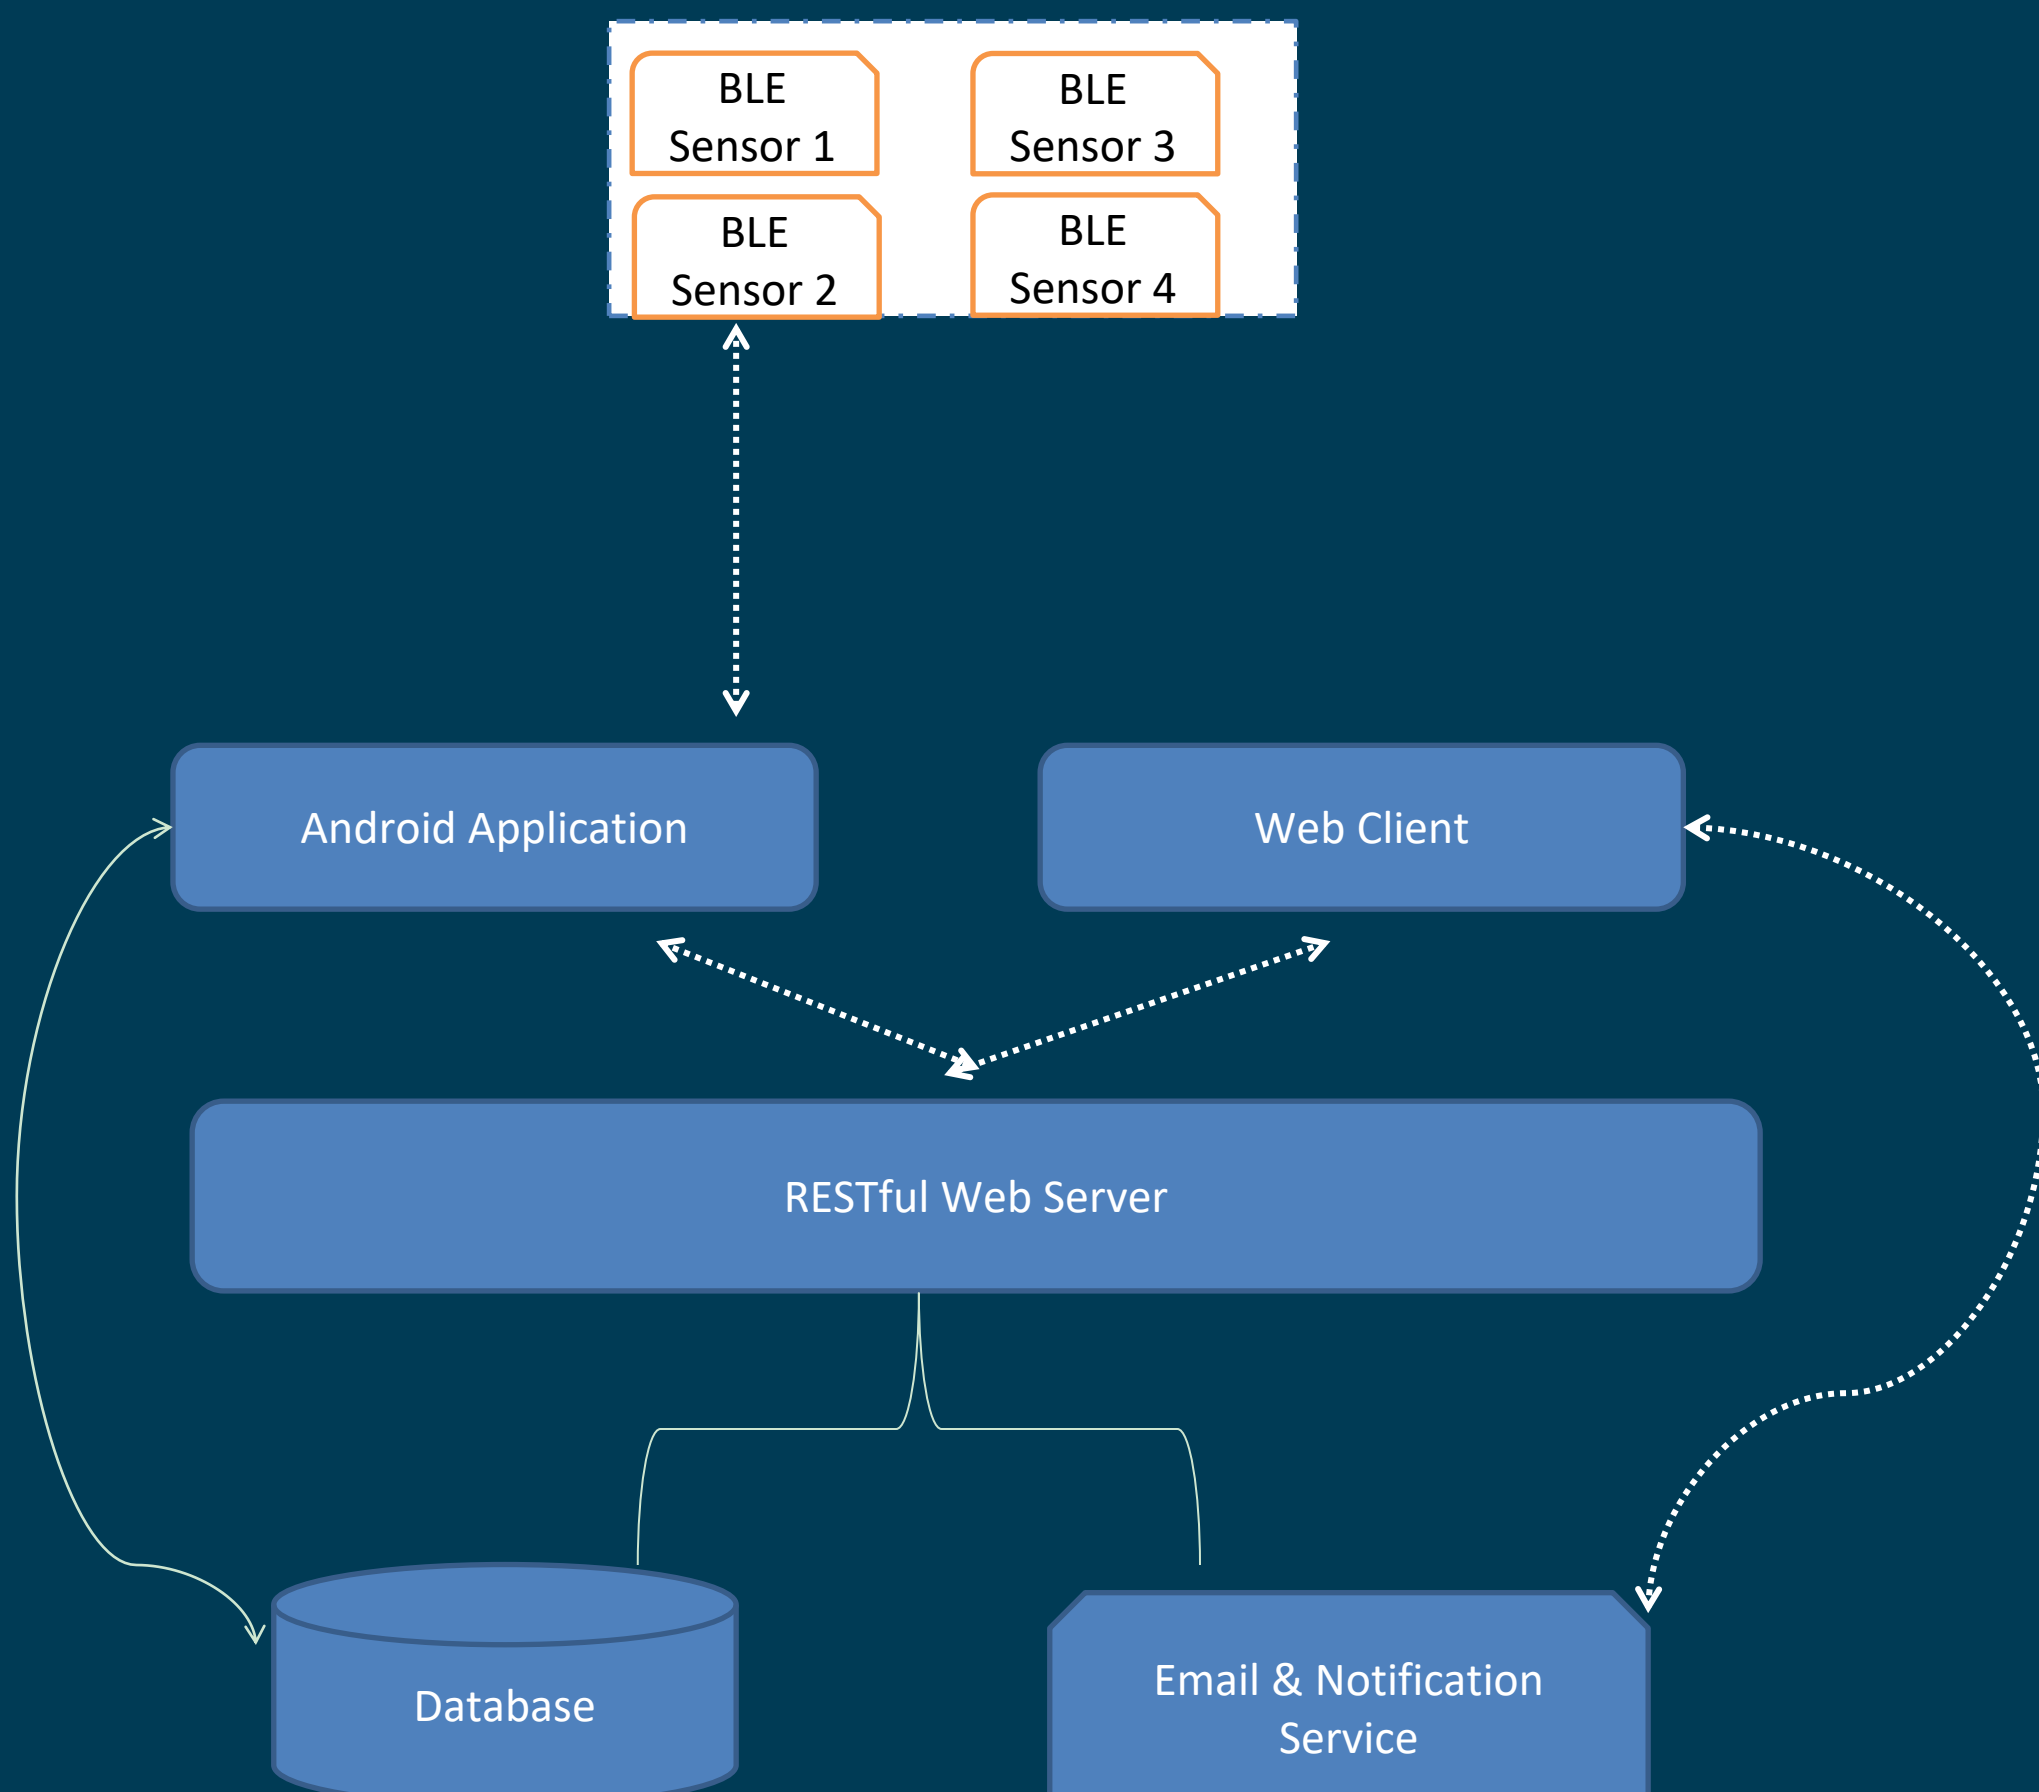 BLE
Sensor 1
BLE
Sensor 3
BLE
Sensor 2
BLE
Sensor 4
Android Application
Web Client
RESTful Web Server
Database
Email & Notification
Service